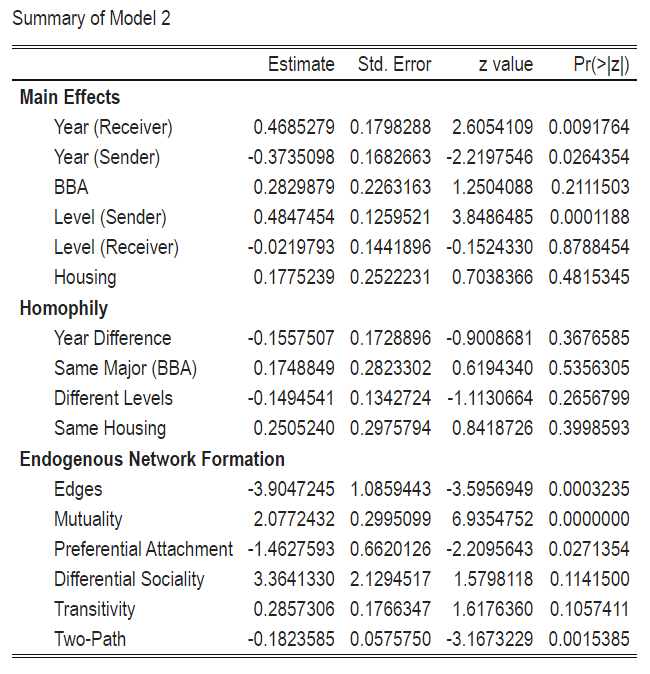 Summary of Model 2
Estimate Std. Error z value Pr(>|z|)
Main Effects
Year (Receiver) 0.4685279 0.1798288 2.6054109 0.0091764
Year (Sender) -0.3735098 0.1682663 -2.2197546 0.0264354
BBA 0.2829879 0.2263163 1.2504088 0.2111503
Level (Sender) 0.4847454 0.1259521 3.8486485 0.0001188
Level (Receiver) -0.0219793 0.1441896 -0.1524330 0.8788454
Housing 0.1775239 0.2522231 0.7038366 0.4815345
Homophily
Year Difference -0.1557507 0.1728896 -0.9008681 0.3676585
Same Major (BBA) 0.1748849 0.2823302 0.6194340 0.5356305
Different Levels -0.1494541 0.1342724 -1.1130664 0.2656799
Same Housing 0.2505240 0.2975794 0.8418726 0.3998593
Endogenous Network Formation
Edges -3.9047245 1.0859443 -3.5956949 0.0003235
Mutuality 2.0772432 0.2995099 6.9354752 0.0000000
Preferential Attachment -1.4627593 0.6620126 -2.2095643 0.0271354
Differential Sociality 3.3641330 2.1294517 1.5798118 0.1141500
Transitivity 0.2857306 0.1766347 1.6176360 0.1057411
Two-Path -0.1823585 0.0575750 -3.1673229 0.0015385